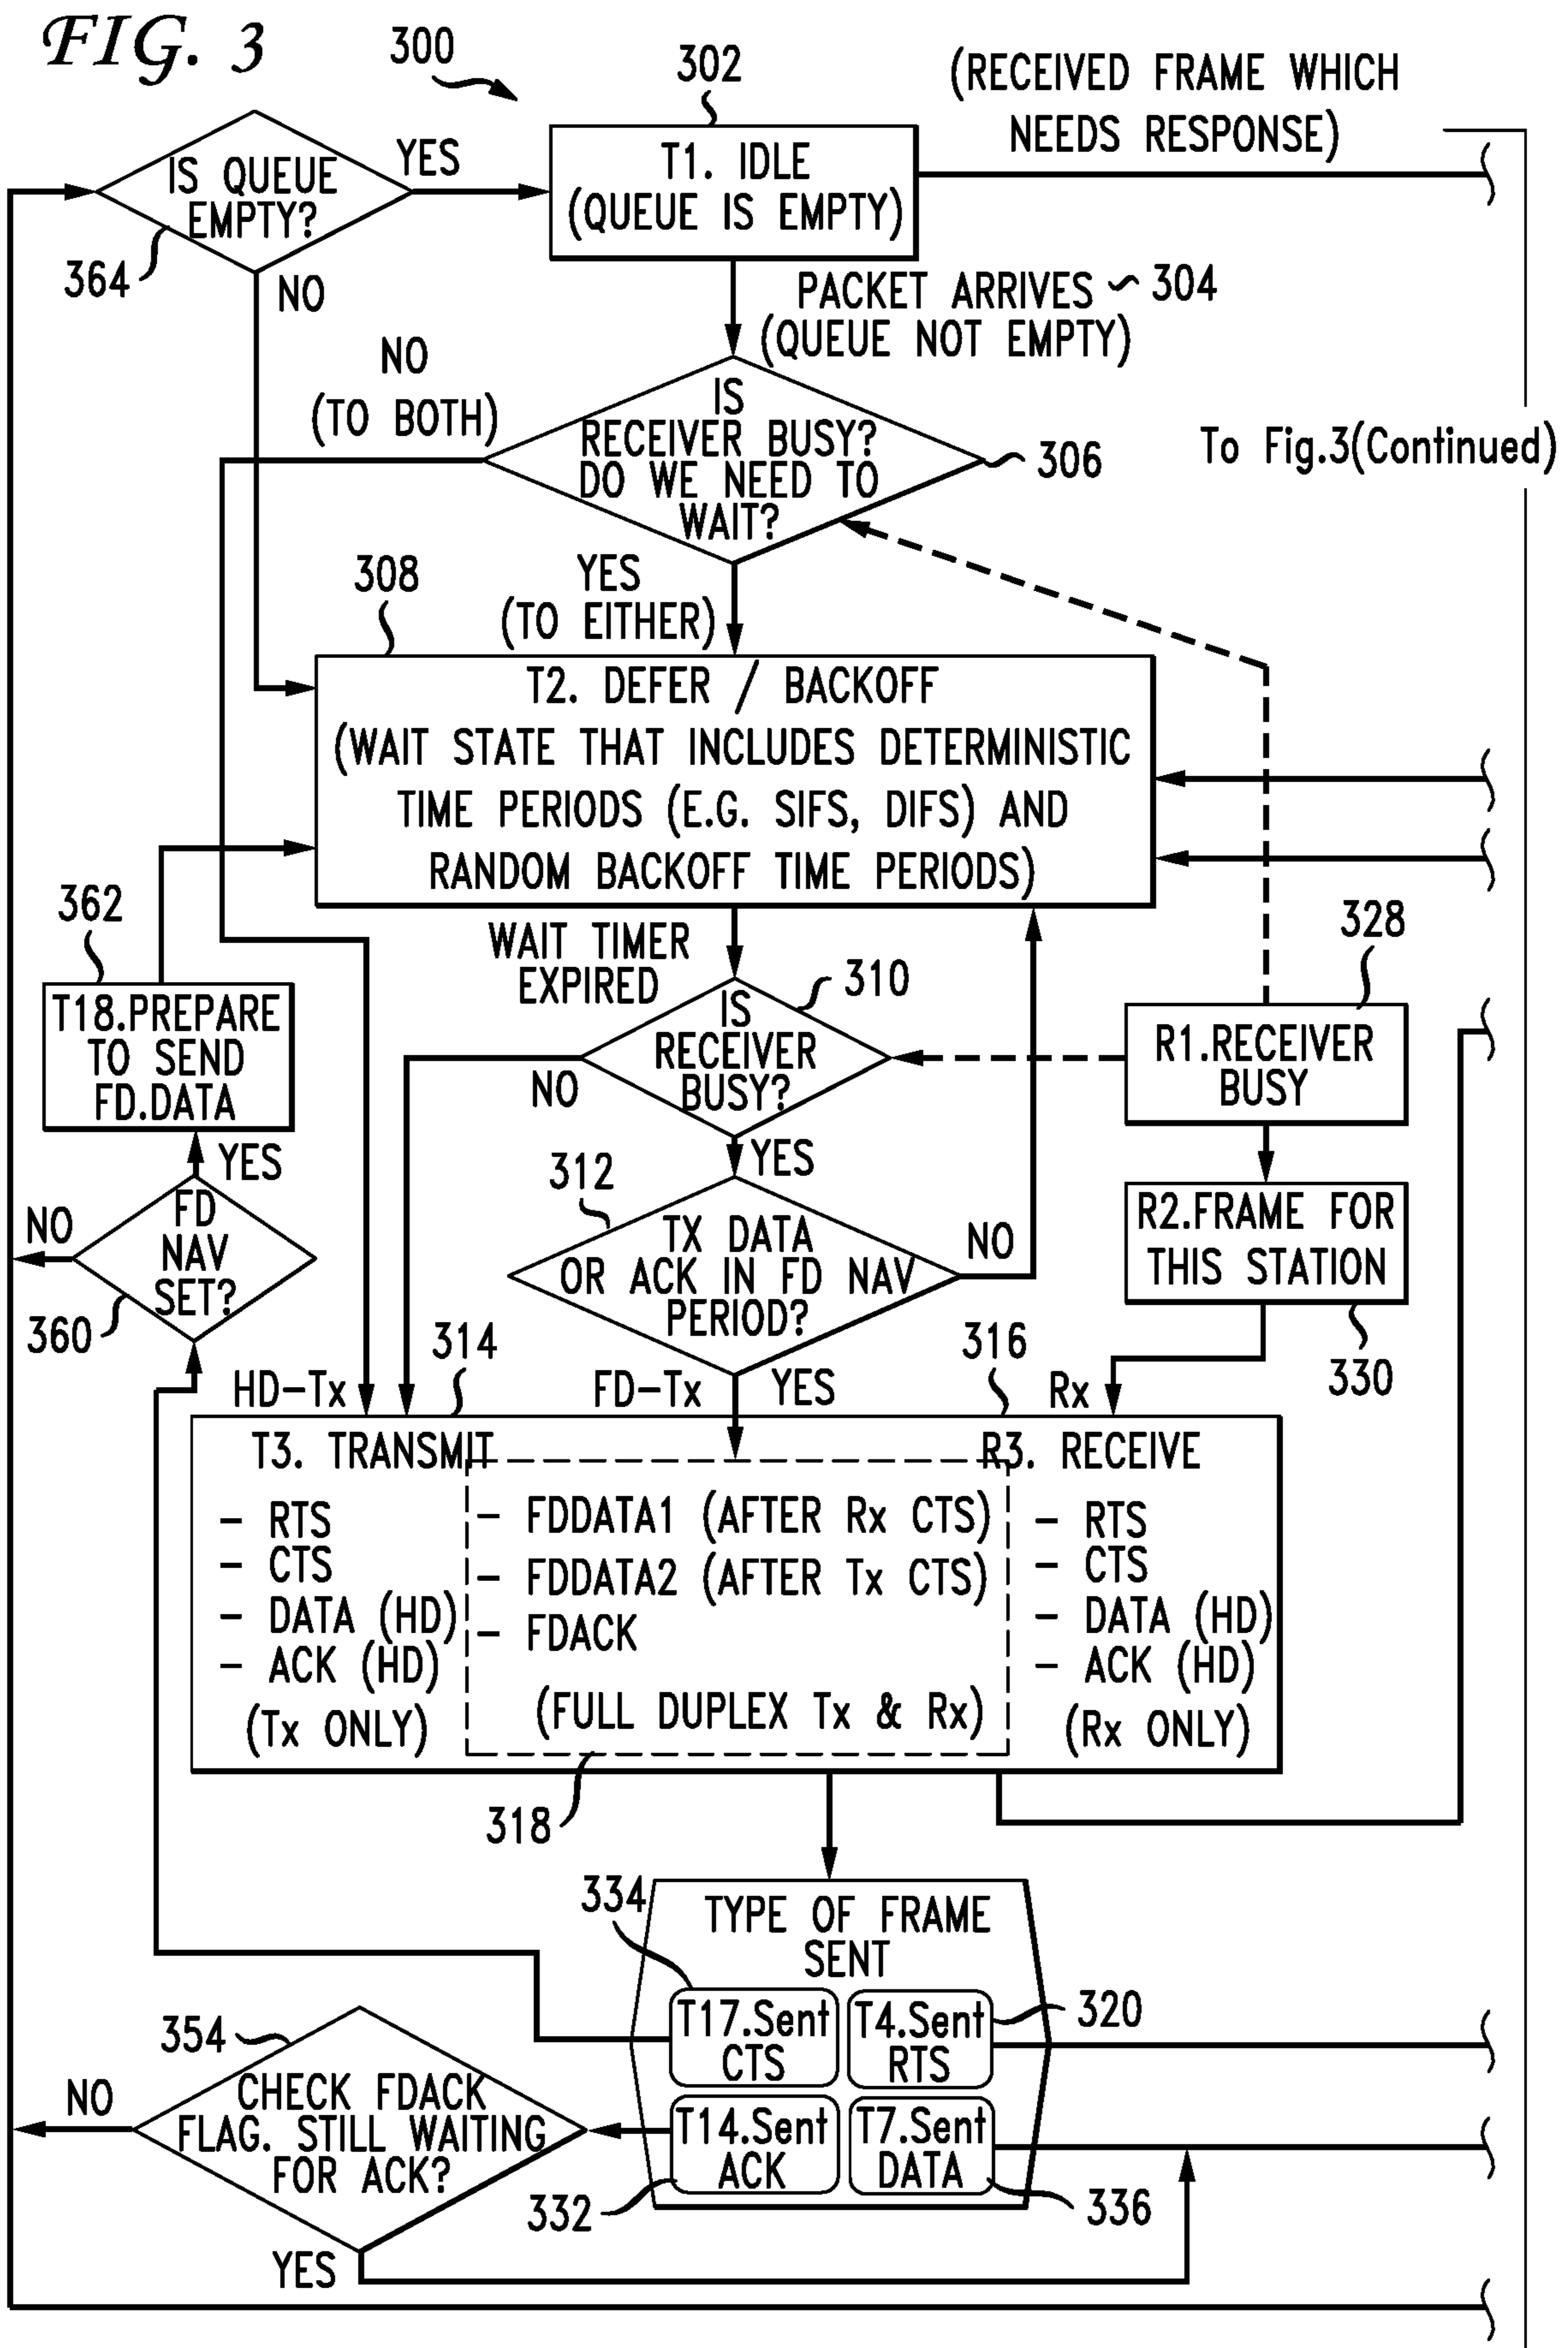 FIG. 3
300
302
(RECEIVED FRAME WHICH
NEEDS RESPONSE)
IS QUEUE
EMPTY?
YES
364
NO
T1. IDLE
(QUEUE IS EMPTY)
PACKET ARRIVES
304
(QUEUE NOT EMPTY)
NO
(TO BOTH)
IS
RECEIVER BUSY?
DO WE NEED TO
WAIT?
306
To Fig.3(Continued)
308
YES
(TO EITHER)
T2. DEFER / BACKOFF
(WAIT STATE THAT INCLUDES DETERMINISTIC
TIME PERIODS (E.G. SIFS, DIFS) AND
RANDOM BACKOFF TIME PERIODS)
362
T18.PREPARE
TO SEND
FD.DATA
WAIT TIMER
EXPIRED
310
IS
RECEIVER
BUSY?
NO
YES
328
R1.RECEIVER
BUSY
YES
NO
FD
NAV
SET?
360
312
TX DATA
OR ACK IN FD NAV
PERIOD?
NO
R2.FRAME FOR
THIS STATION
330
HD-Tx
314
FD-Tx
YES
316
Rx
T3. TRANSMIT
- RTS
- CTS
- DATA (HD)
- ACK (HD)
(Tx ONLY)
- FDDATA1 (AFTER Rx CTS)
- FDDATA2 (AFTER Tx CTS)
- FDACK
(FULL DUPLEX Tx & Rx)
R3. RECEIVE
- RTS
- CTS
- DATA (HD)
- ACK (HD)
(Rx ONLY)
318
334
TYPE OF FRAME
SENT
T17.Sent
CTS
T4.Sent
RTS
320
T14.Sent
ACK
T7.Sent
DATA
332
336
354
CHECK FDACK
FLAG. STILL WAITING
FOR ACK?
NO
YES